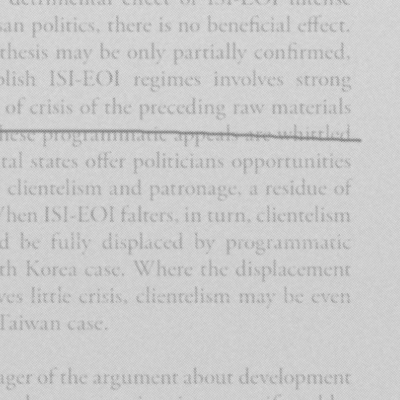 detrimental effect of ISI-EOI intense
san politics, there is no beneficial effect.
thesis may be only partially confirmed,
blish ISI-EOI regimes involves strong
of crisis of the preceding raw materials
hese programmatic appeals are whittled
tal states offer politicians opportunities
clientelism and patronage, a residue of
When ISI-EOI falters, in turn, clientelism
d be fully displaced by programmatic
th Korea case. Where the displacement
ves little crisis, clientelism may be even
Taiwan case.
ager of the argument about development